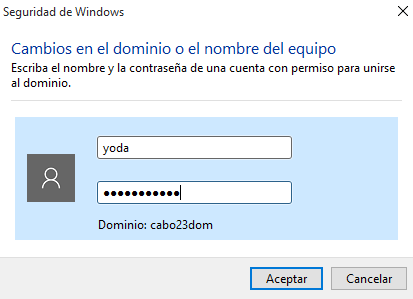 Seguridad de Windows
Cambios en el dominio o el nombre del equipo
Escriba el nombre y la contraseña de una cuenta con permiso para unirse
al dominio.
yoda
●●●●●●●●●●●
Dominio: cabo23dom
Aceptar
Cancelar